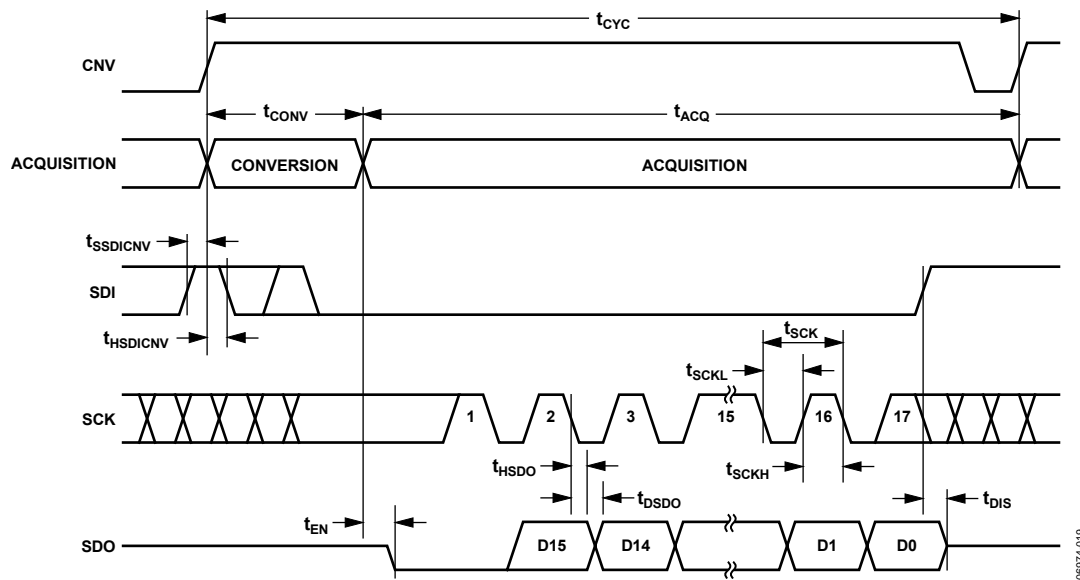 tCYC
CNV
tCONV
tACQ
ACQUISITION
CONVERSION
ACQUISITION
tSSDICNV
SDI
tHSDICNV
tSCK
tSCKL
SCK
1
2
3
15
16
17
tHSDO
tSCKH
tDSDO
tEN
tDIS
SDO
D15
D14
D1
D0